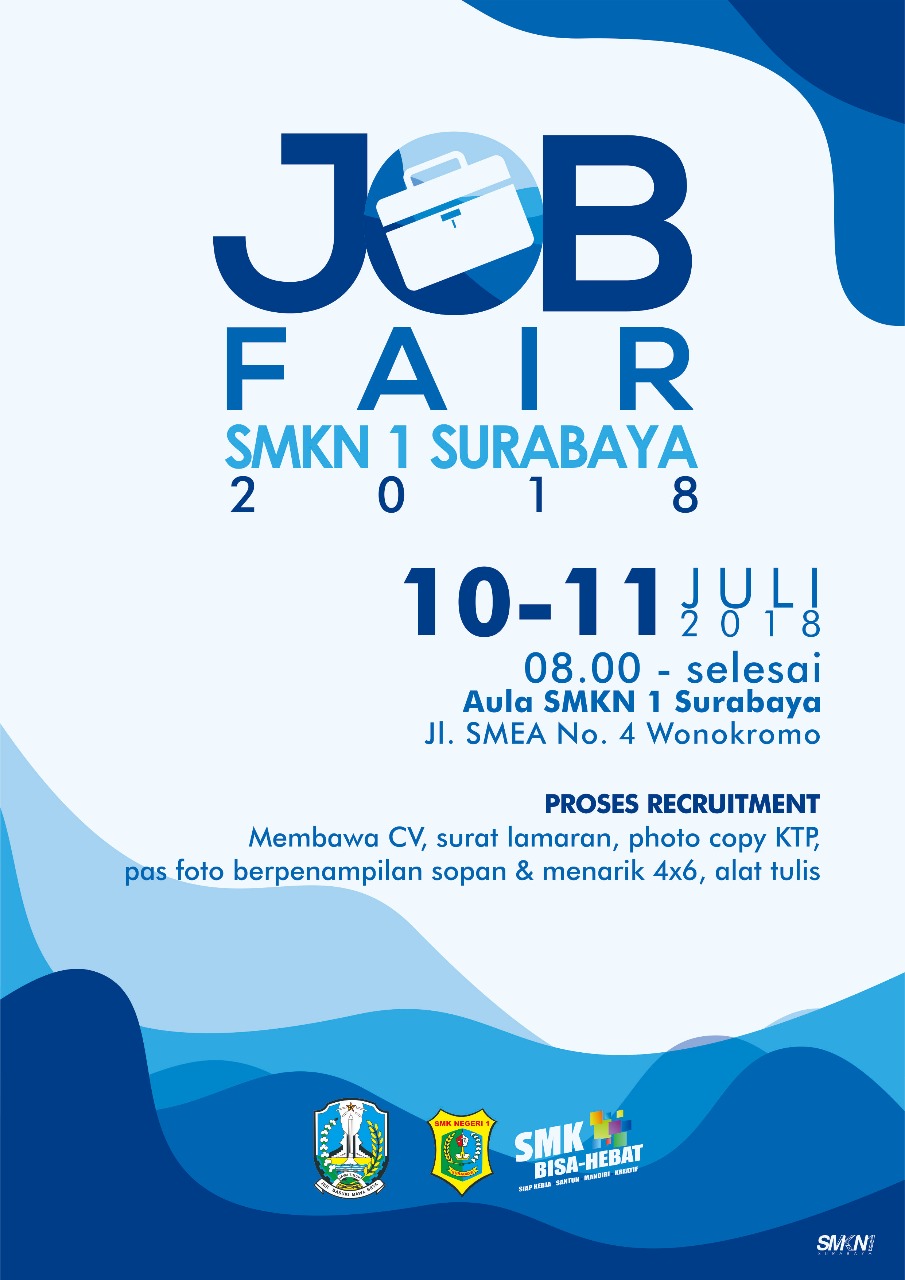 JOB
FAIR
SMKN 1 SURABAYA
2018
10-11 JULI
2018
08.00 - selesai
Aula SMKN 1 Surabaya
Jl. SMEA No. 4 Wonokromo
PROSES RECRUITMENT
Membawa CV, surat lamaran, photo copy KTP,
pas foto berpenampilan sopan & menarik 4x6, alat tulis
SMK NEGERI 1
SMK
BISA-HEBAT
SIAP KERJA SANTUN MANDIRI KREATIF
SMKN1
SURABAYA